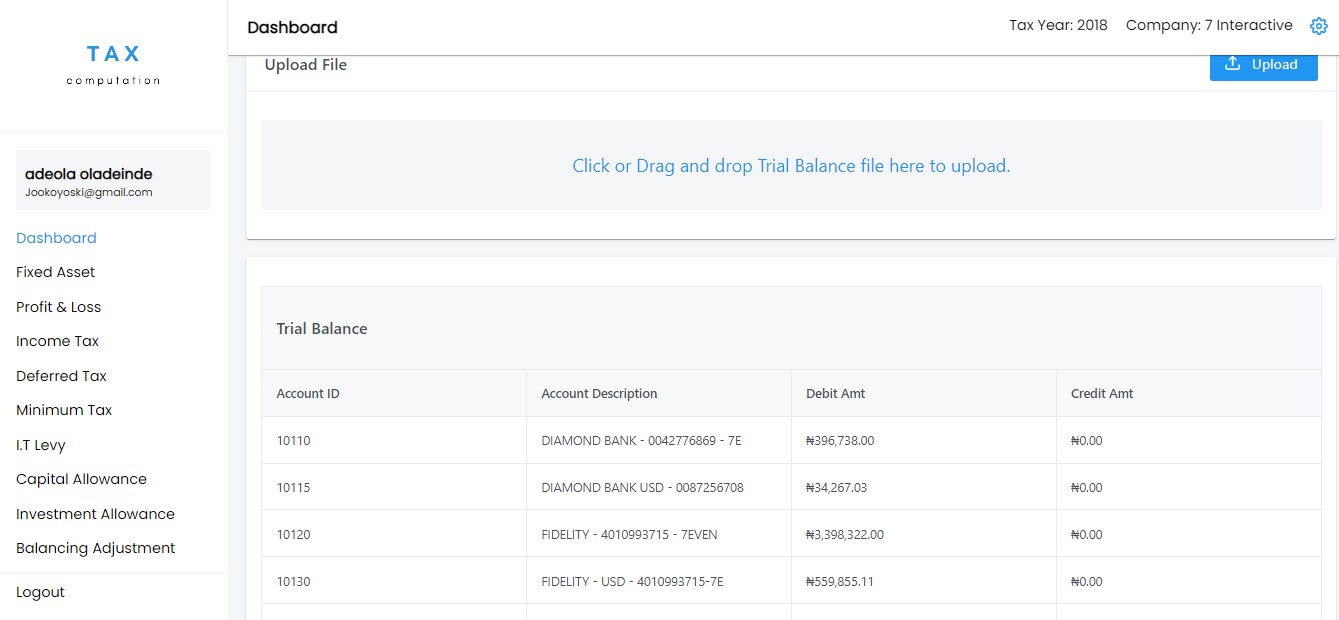 TAX
computation
adeola oladeinde
Jookoyoski@gmail.com
Dashboard
Fixed Asset
Profit & Loss
Income Tax
Deferred Tax
Minimum Tax
I.T Levy
Capital Allowance
Investment Allowance
Balancing Adjustment
Logout
Dashboard
Tax Year: 2018 Company: 7 Interactive
Upload File
Upload
Click or Drag and drop Trial Balance file here to upload.
Trial Balance
Account ID Account Description Debit Amt Credit Amt
10110 DIAMOND BANK - 0042776869 - 7E ₦396,738.00 ₦0.00
10115 DIAMOND BANK USD - 0087256708 ₦34,267.03 ₦0.00
10120 FIDELITY - 4010993715 - 7EVEN ₦3,398,322.00 ₦0.00
10130 FIDELITY - USD - 4010993715-7E ₦559,855.11 ₦0.00